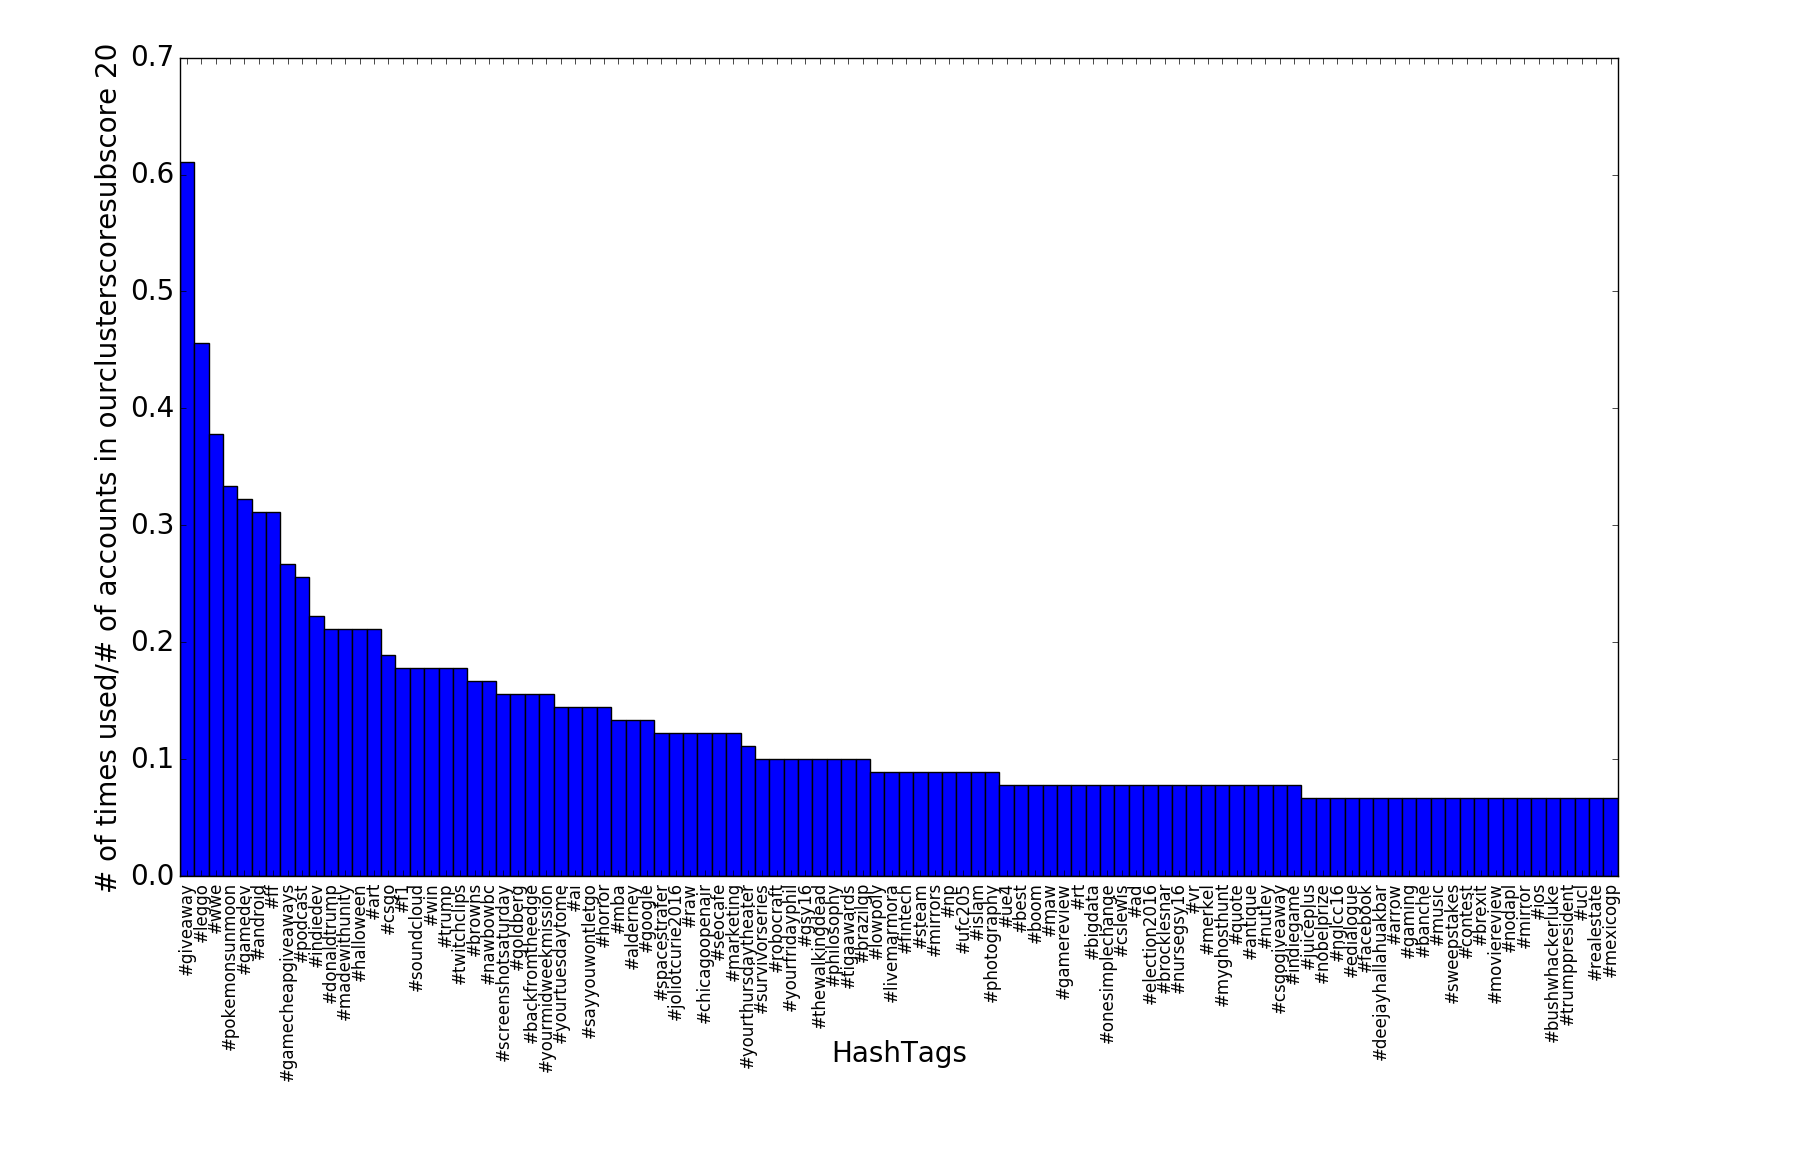 # of times used/# of accounts in ourclusterscoresubscore 20
0.7
0.6
0.5
0.4
0.3
0.2
0.1
0.0
#giveaway
#leggo
#wwe
#pokemonsunmoon
#gamedev
#android
#ff
#gamecheapgiveaways
#podcast
#indiedev
#donaldtrump
#madewithunity
#halloween
#art
#csgo
#f1
#soundcloud
#win
#trump
#twitchclips
#browns
#nawbowbc
#screenshotsaturday
#goldberg
#backfromtheedge
#yourmidweekmission
#yourtuesdaytome
#ai
#sayyouwontletgo
#horror
#mba
#alderney
#google
#spacestrafer
#joliotcurie2016
#raw
#chicagoopenair
#seocafe
#marketing
#yourthursdaytheater
#survivorseries
#robocraft
#yourfridayphil
#gsy16
#thewalkingdead
#philosophy
#tigaawards
#brazilgp
#lowpoly
#livemarmora
#fintech
#steam
#mirrors
#np
#ufc205
#islam
#photography
#ue4
#best
#boom
#maw
#gamereview
#rt
#bigdata
#onesimplechange
#cslewis
#ad
#election2016
#brocklesnar
#nursegsy16
#vr
#merkel
#myghosthunt
#quote
#antique
#nutley
#csgogiveaway
#indiegame
#juiceplus
#nobelprize
#nglcc16
#edialogue
#facebook
#deejayhallahuakbar
#arrow
#gaming
#banche
#music
#sweepstakes
#contest
#brexit
#moviereview
#nodapl
#mirror
#ios
#bushwhackerluke
#trumppresident
#ucl
#realestate
#mexicogp
HashTags